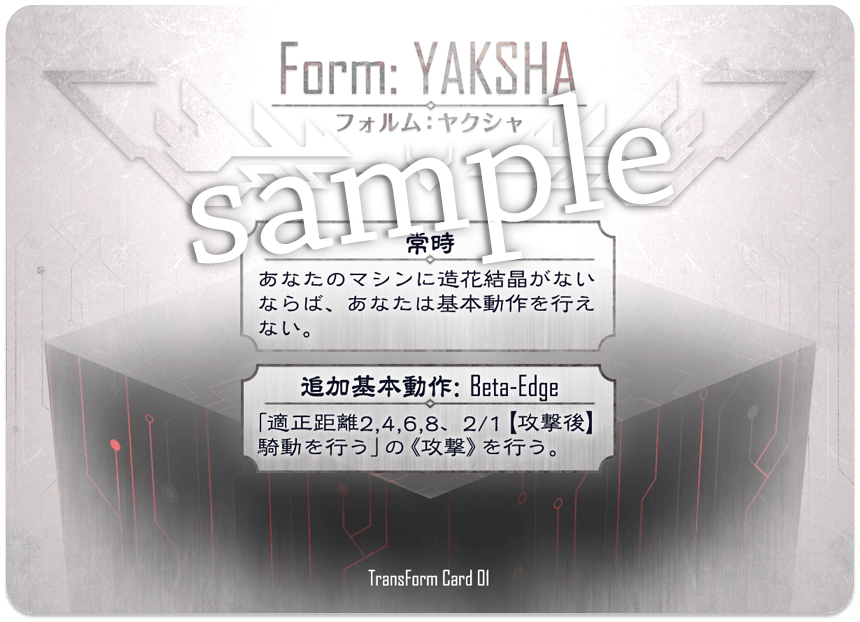 Form: YAKSHA
フォルム：ヤクシャ
sample
常時
あなたのマシンに造花結晶がない
ならば、あなたは基本動作を行え
ない。
追加基本動作: Beta-Edge
「適正距離2,4,6,8、2/1【攻撃後】
騎動を行う」の《攻撃》を行う。
TransForm Card 01